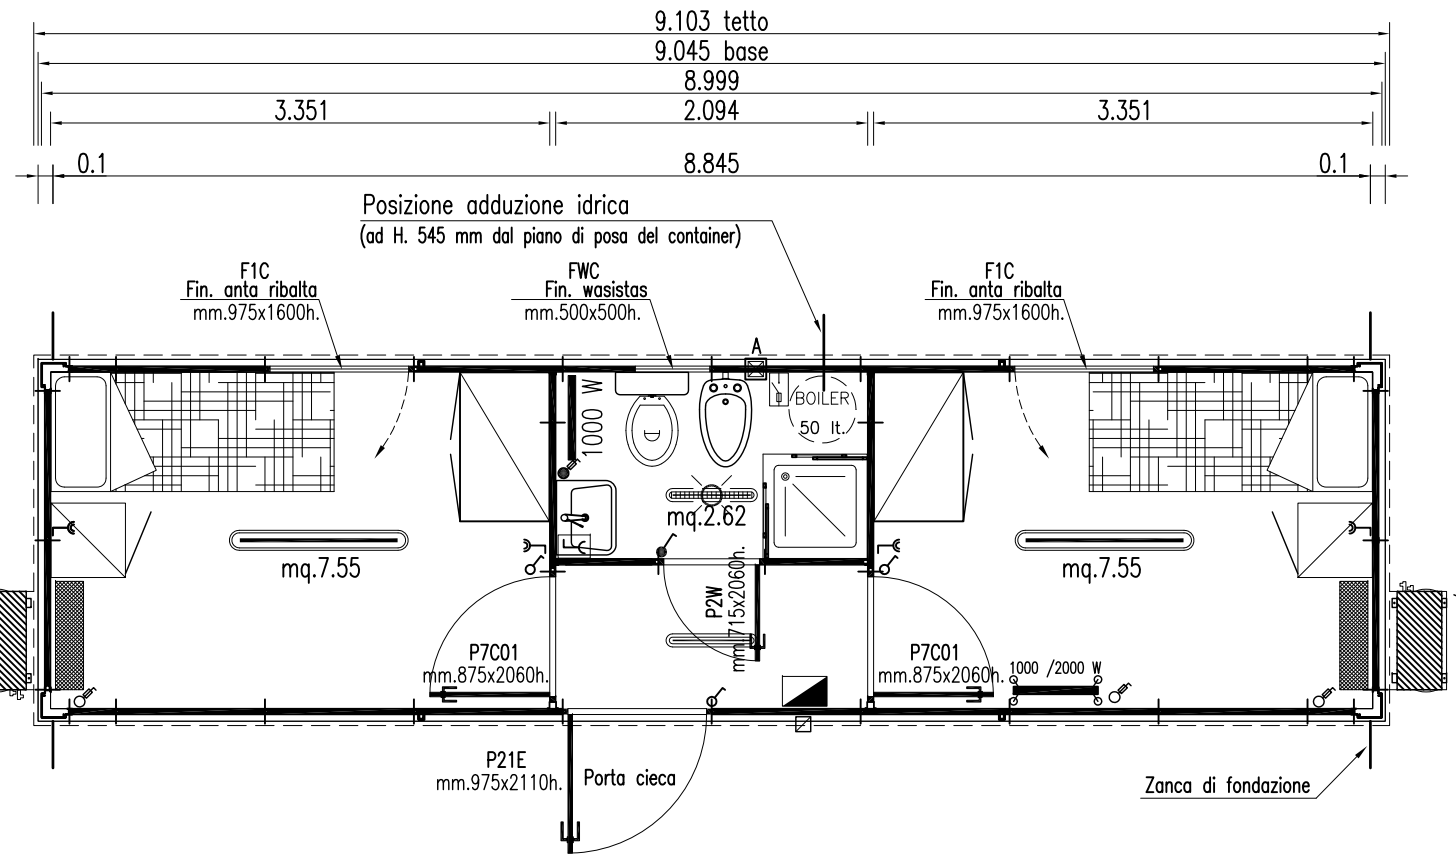 9.103 tetto
9.045 base
8.999
3.351
2.094
3.351
0.1
8.845
0.1
Posizione adduzione idrica
(ad H. 545 mm dal piano di posa del container)
F1C
Fin. anta ribalta
mm.975x1600h.
FWC
Fin. wasistas
mm.500x500h.
F1C
Fin. anta ribalta
mm.975x1600h.
A
1000 W
BOILER
50 lt.
mq.2.62
mq.7.55
mq.7.55
P2W
mm.715x2060h.
P7C01
mm.875x2060h.
P7C01
mm.875x2060h.
1000 /2000 W
P21E
mm.975x2110h.
Porta cieca
Zanca di fondazione